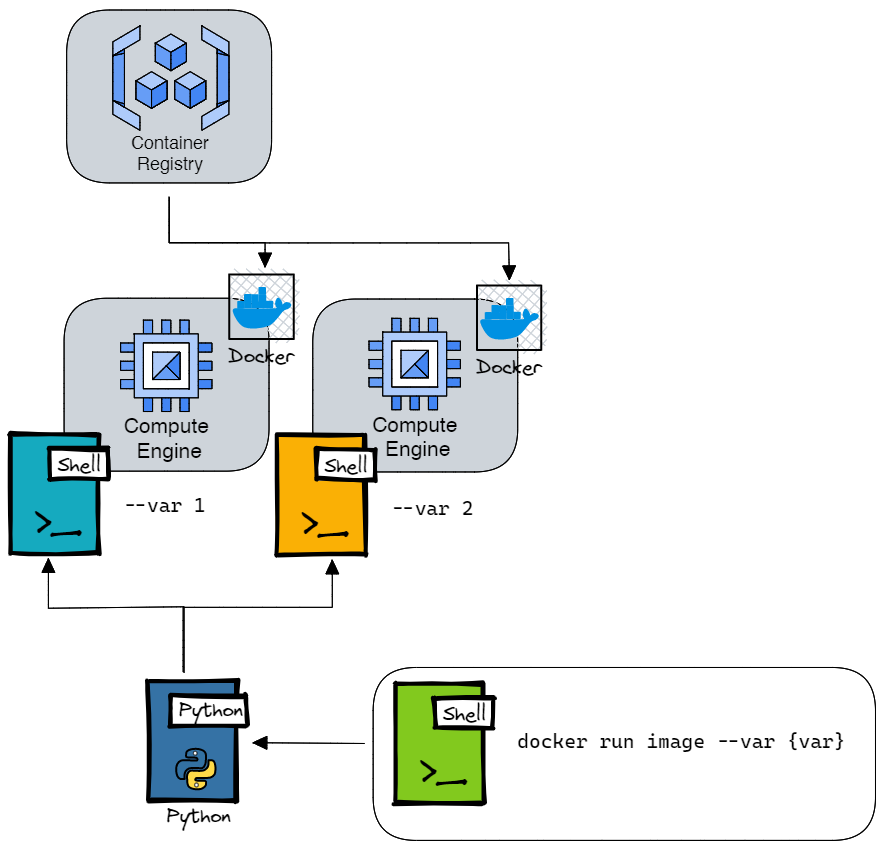 Container
Registry
Docker
Docker
Compute
Engine
Compute
Engine
Shell
Shell
>_
>_
--var 1
--var 2
Python
Python
Shell
>_
docker run image --var {var}